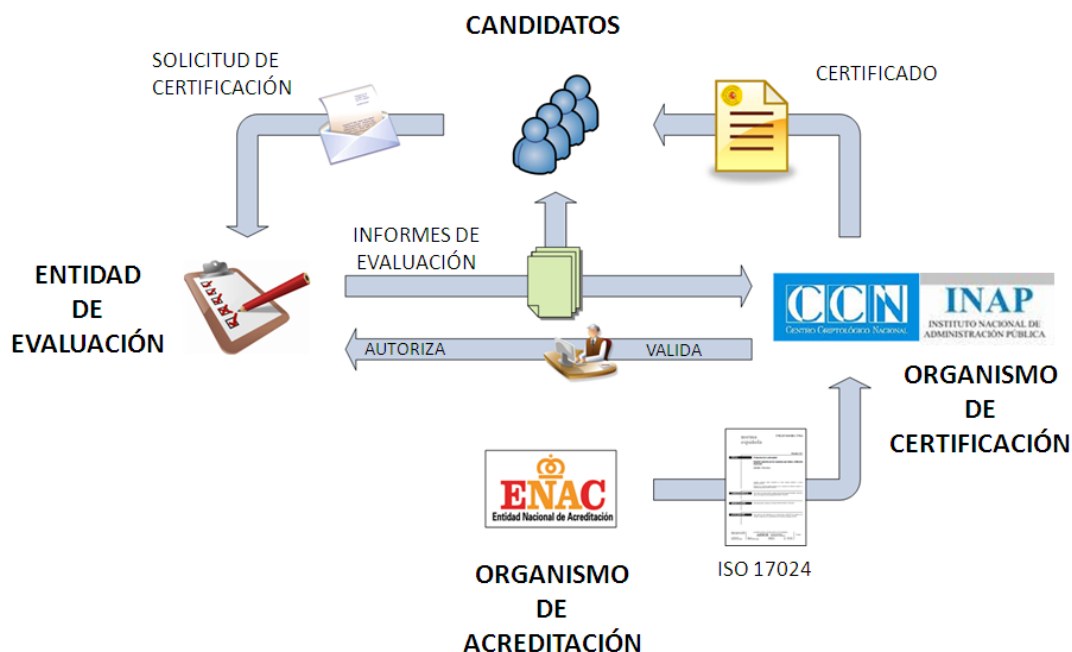 CANDIDATOS
SOLICITUD DE
CERTIFICACIÓN
CERTIFICADO
INFORMES DE
EVALUACIÓN
ENTIDAD
DE
EVALUACIÓN
CCN
CENTRO CRIPTOLÓGICO NACIONAL
INAP
INSTITUTO NACIONAL DE
ADMINISTRACIÓN PÚBLICA
AUTORIZA
VALIDA
ORGANISMO
DE
CERTIFICACIÓN
ENAC
Entidad Nacional de Acreditación
ISO 17024
ORGANISMO
DE
ACREDITACIÓN